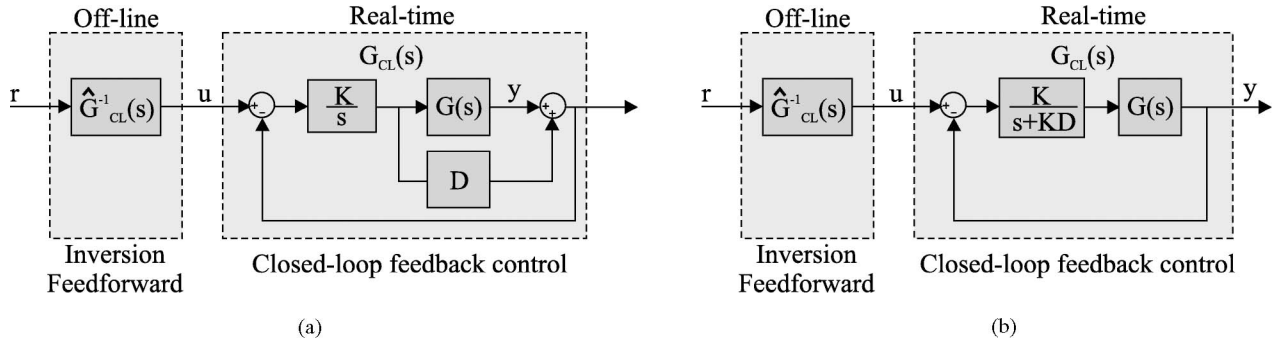 Off-line
Real-time
G_CL(s)
r
Ĝ⁻¹_CL(s)
u
+
−
K
s
G(s)
y
+
+
D
Inversion
Feedforward
Closed-loop feedback control
(a)
Off-line
Real-time
G_CL(s)
r
Ĝ⁻¹_CL(s)
u
+
−
K
s+KD
G(s)
y
Inversion
Feedforward
Closed-loop feedback control
(b)